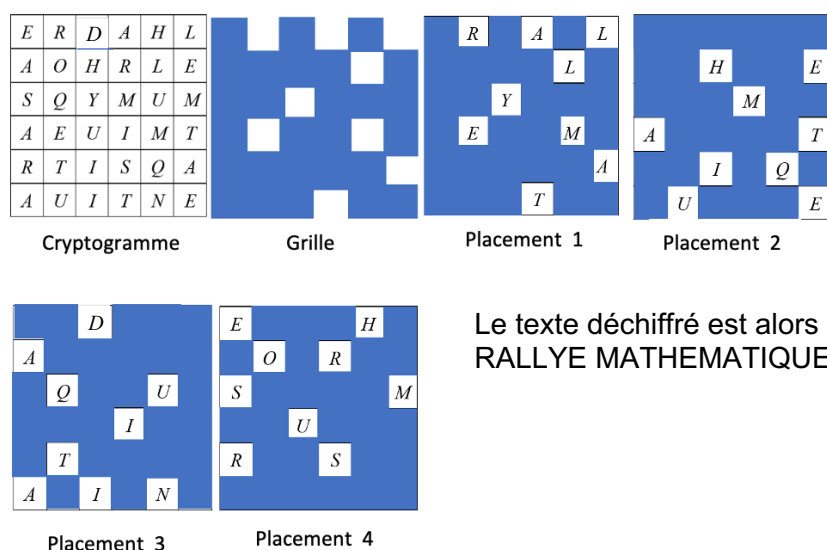 E R D A H L
A O H R L E
S Q Y M U M
A E U I M T
R T I S Q A
A U I T N E
Cryptogramme
Grille
R A L
L
Y
E M
A
T
Placement 1
H E
M
A T
I Q
U E
Placement 2
D
A
Q U
I
T
A I N
Placement 3
E H
O R
S M
U
R S
Placement 4
Le texte déchiffré est alors
RALLYE MATHEMATIQUE